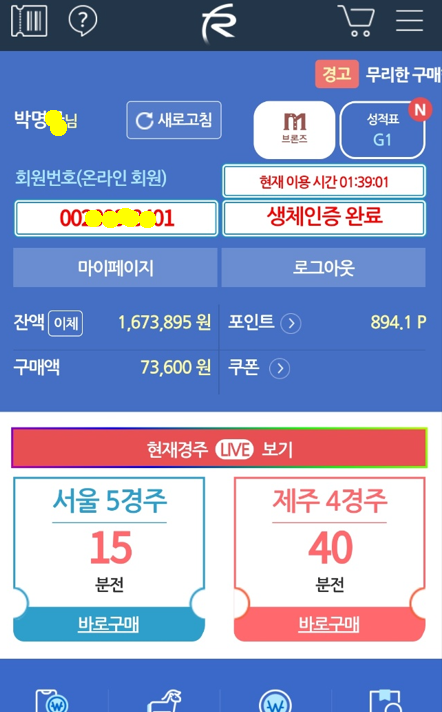 경고 무리한 구매
박명 님
새로고침
브론즈
성적표
G1
N
회원번호(온라인 회원)
현재 이용 시간 01:39:01
생체인증 완료
마이페이지
로그아웃
잔액 이체 1,673,895 원
포인트 894.1 P
구매액 73,600 원
쿠폰
현재경주 LIVE 보기
서울 5경주
15
분전
바로구매
제주 4경주
40
분전
바로구매